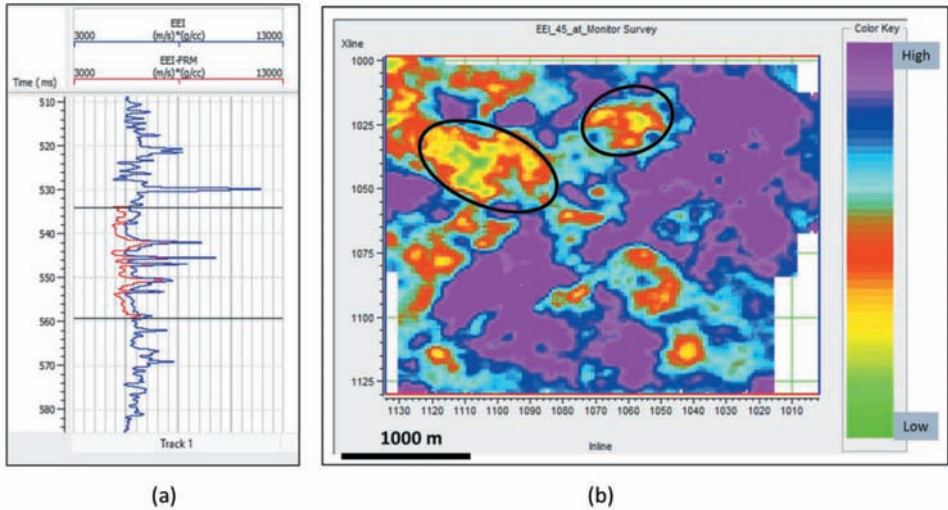 EEI
3000 (m/s)*(g/cc) 13000
EEI-FRM
3000 (m/s)*(g/cc) 13000
Time (ms)
510
520
530
540
550
560
570
580
Track 1
(a)
EEI_45_at_Monitor Survey
Xline
1000
1025
1050
1075
1100
1125
1130 1120 1110 1090 1080 1070 1060 1050 1040 1030 1020 1010
Inline
1000 m
Color Key
High
Low
(b)